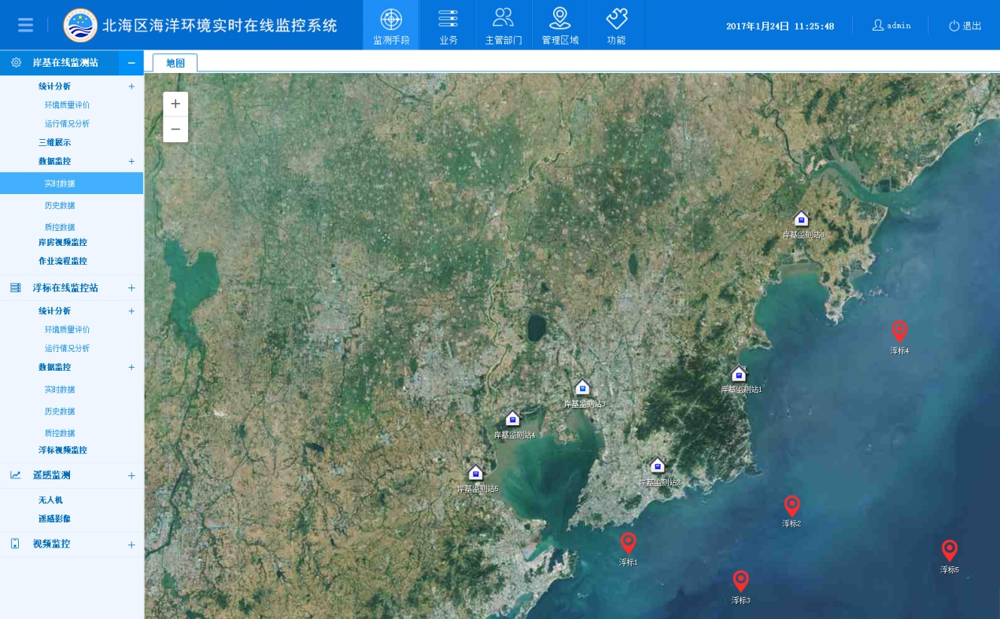 北海区海洋环境实时在线监控系统
监测手段
业务
主管部门
管理区域
功能
2017年1月24日 11:25:48
admin
退出
岸基在线监测站
统计分析
环境质量评价
运行情况分析
三维展示
数据监控
实时数据
历史数据
质控数据
岸房视频监控
作业流程监控
浮标在线监控站
统计分析
环境质量评价
运行情况分析
数据监控
实时数据
历史数据
质控数据
浮标视频监控
遥感监测
无人机
遥感影像
视频监控
地图
岸基监测站6
浮标4
岸基监测站1
岸基监测站3
岸基监测站4
岸基监测站5
岸基监测站2
浮标2
浮标1
浮标5
浮标3